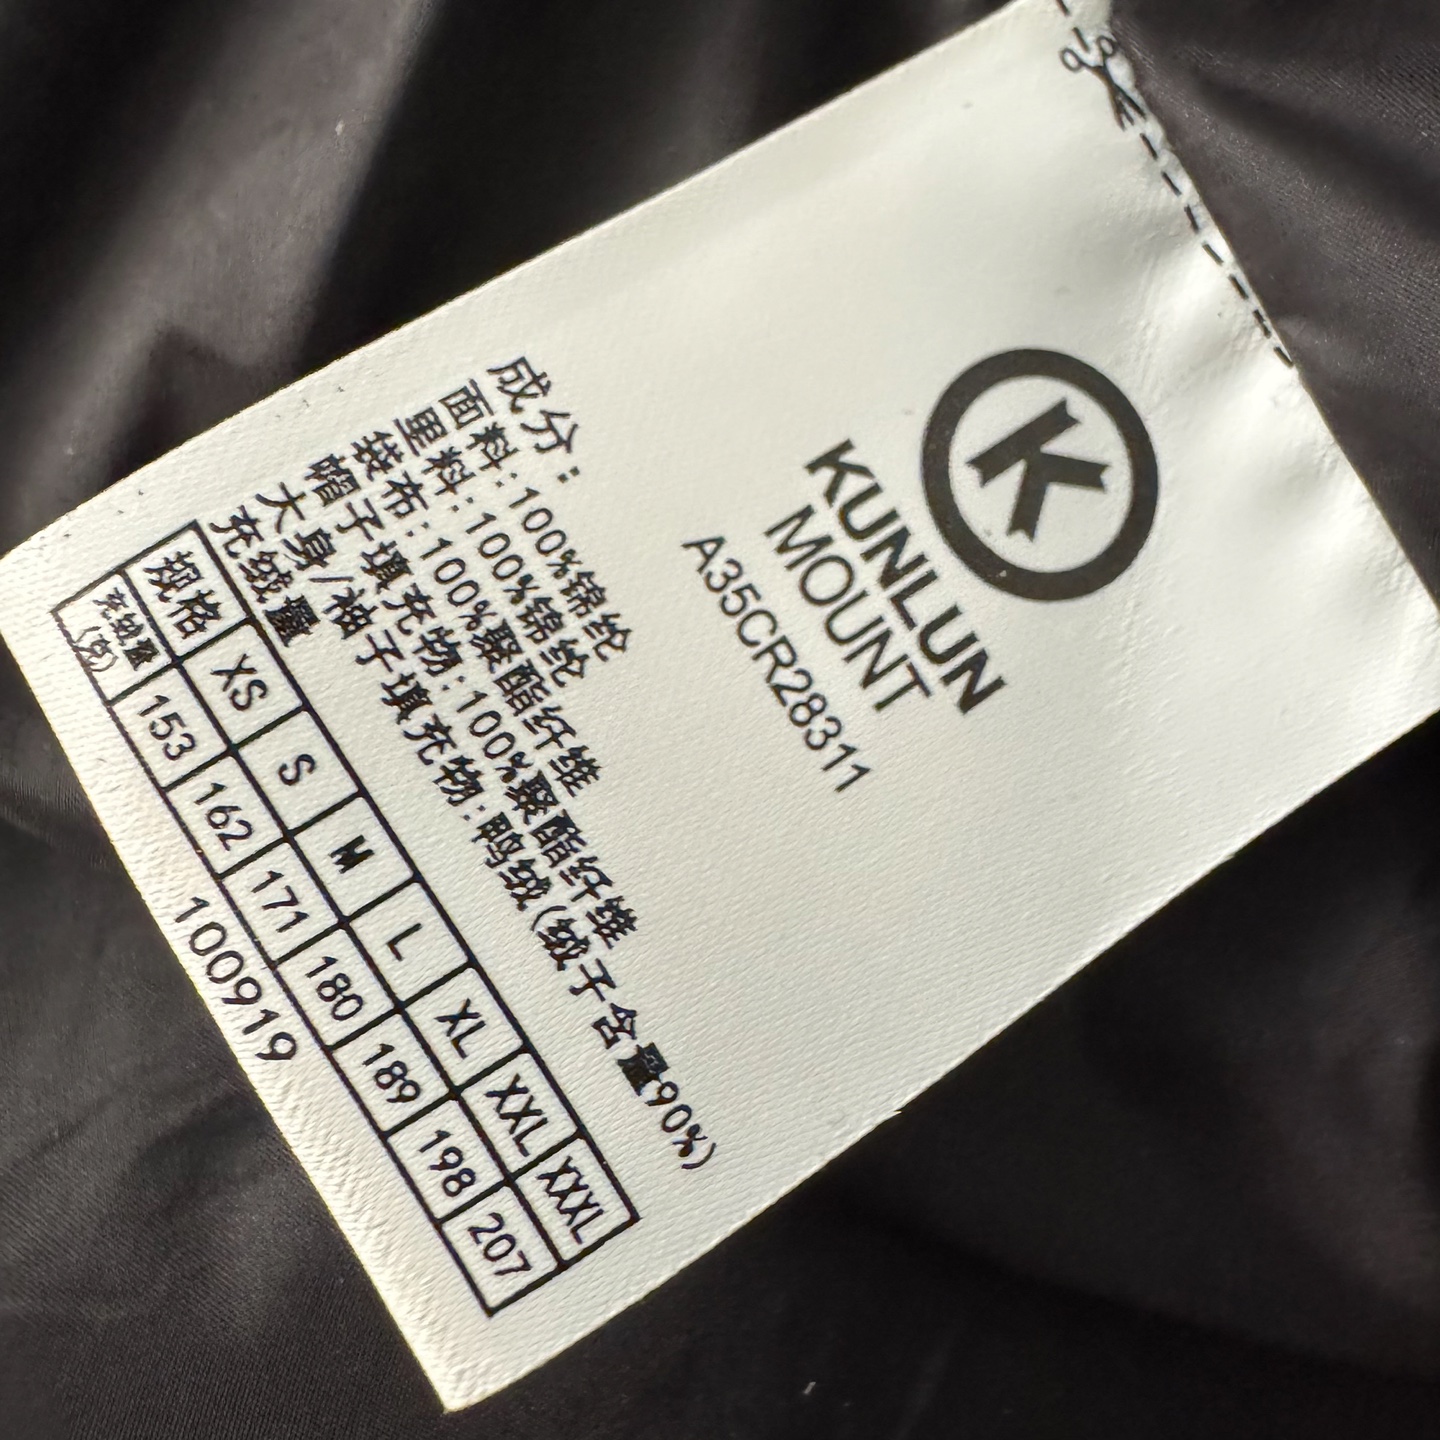 K
KUNLUN
MOUNT
A35CR28311
成分:
面料:100%锦纶
里料:100%锦纶
袋布:100%聚酯纤维
帽子填充物:100%聚酯纤维
大身/袖子填充物:鸭绒(绒子含量90%)
充绒量
规格 XS S M L XL XXL XXXL
充绒量(克) 153 162 171 180 189 198 207
100919